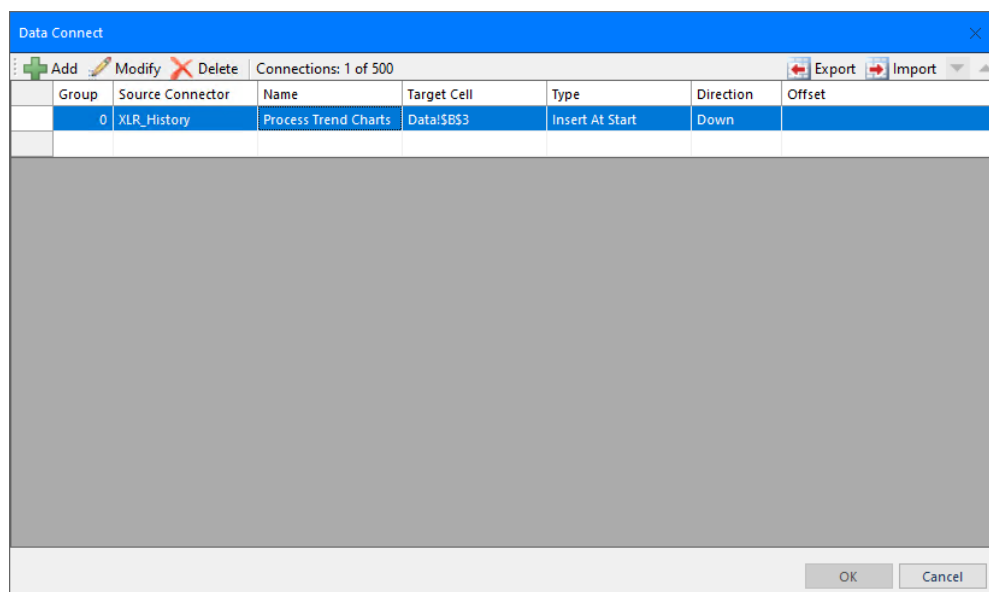 Data Connect
Add Modify Delete Connections: 1 of 500 Export Import
Group Source Connector Name Target Cell Type Direction Offset
0 XLR_History Process Trend Charts Data!$B$3 Insert At Start Down
OK Cancel